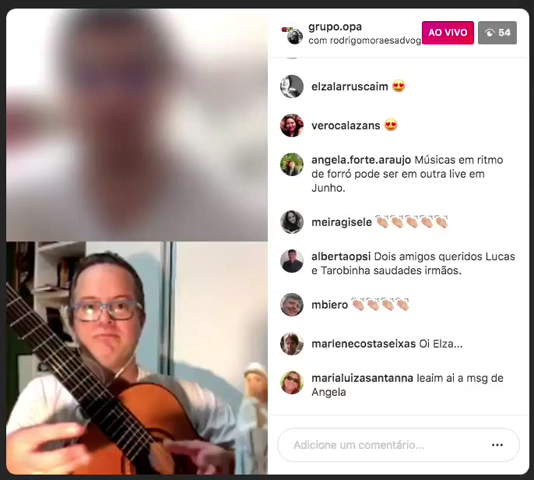 grupo.opa
com rodrigomoraesadvog
AO VIVO
54
elzalarruscaim 😍
verocalazans 😍
angela.forte.araujo Músicas em ritmo
de forró pode ser em outra live em
Junho.
meiragisele 👏🏼👏🏼👏🏼👏🏼👏🏼
albertaopsi Dois amigos queridos Lucas
e Tarobinha saudades irmãos.
mbiero 👏🏼👏🏼👏🏼👏🏼
marlenecostaseixas Oi Elza...
marialuizasantanna leaim ai a msg de
Angela
Adicione um comentário...